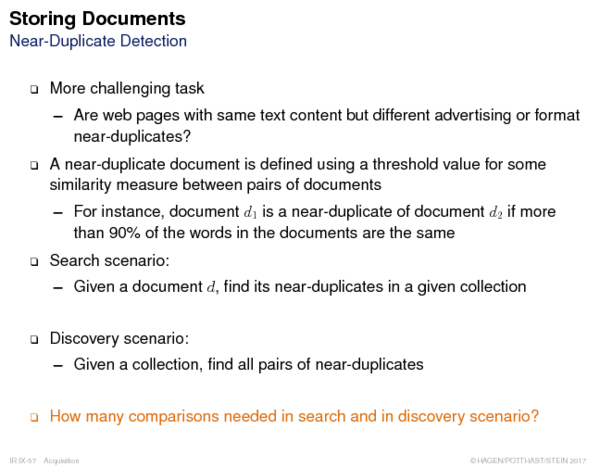 Storing Documents
Near-Duplicate Detection
❑ More challenging task
– Are web pages with same text content but different advertising or format
near-duplicates?
❑ A near-duplicate document is defined using a threshold value for some
similarity measure between pairs of documents
– For instance, document d₁ is a near-duplicate of document d₂ if more
than 90% of the words in the documents are the same
❑ Search scenario:
– Given a document d, find its near-duplicates in a given collection
❑ Discovery scenario:
– Given a collection, find all pairs of near-duplicates
❑ How many comparisons needed in search and in discovery scenario?
IR:IX-57 Acquisition © HAGEN/POTTHAST/STEIN 2017